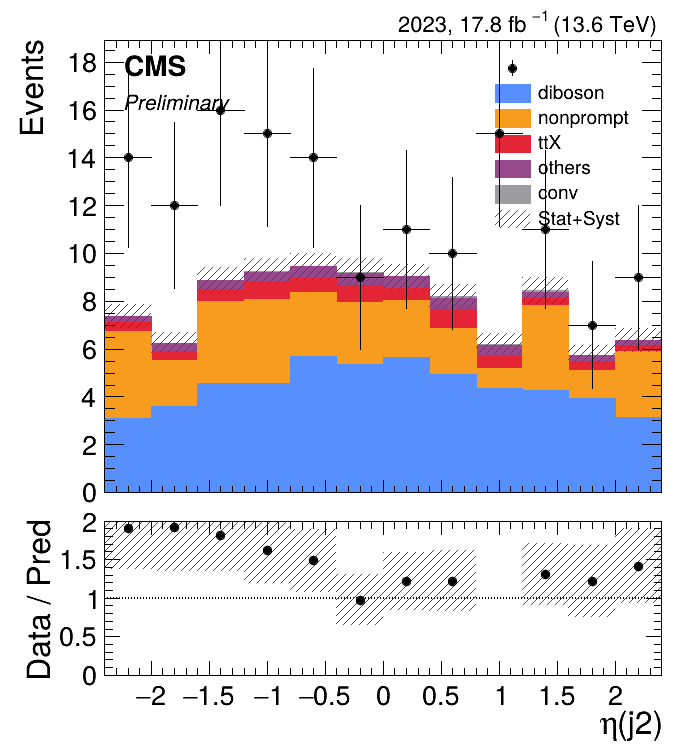 2023, 17.8 fb⁻¹ (13.6 TeV)
Events
18
16
14
12
10
8
6
4
2
0
CMS
Preliminary
diboson
nonprompt
ttX
others
conv
Stat+Syst
Data / Pred
2
1.5
1
0.5
0
−2 −1.5 −1 −0.5 0 0.5 1 1.5 2
η(j2)